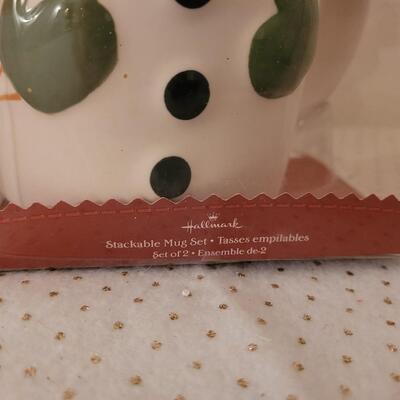 Hallmark
Stackable Mug Set • Tasses empilables
Set of 2 • Ensemble de-2